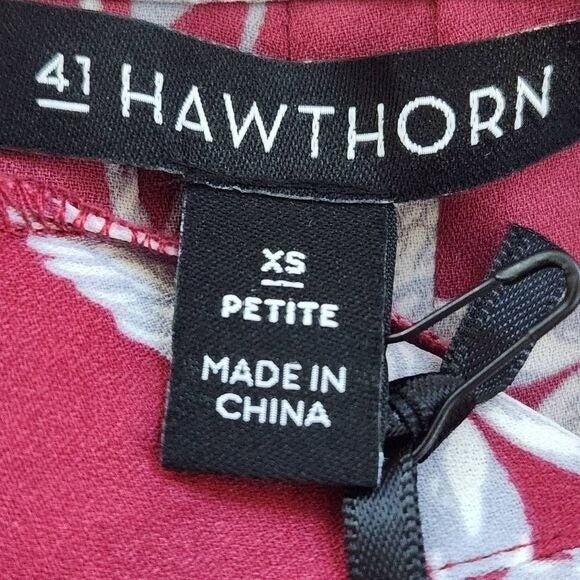 41 HAWTHORN
XS
PETITE
MADE IN
CHINA